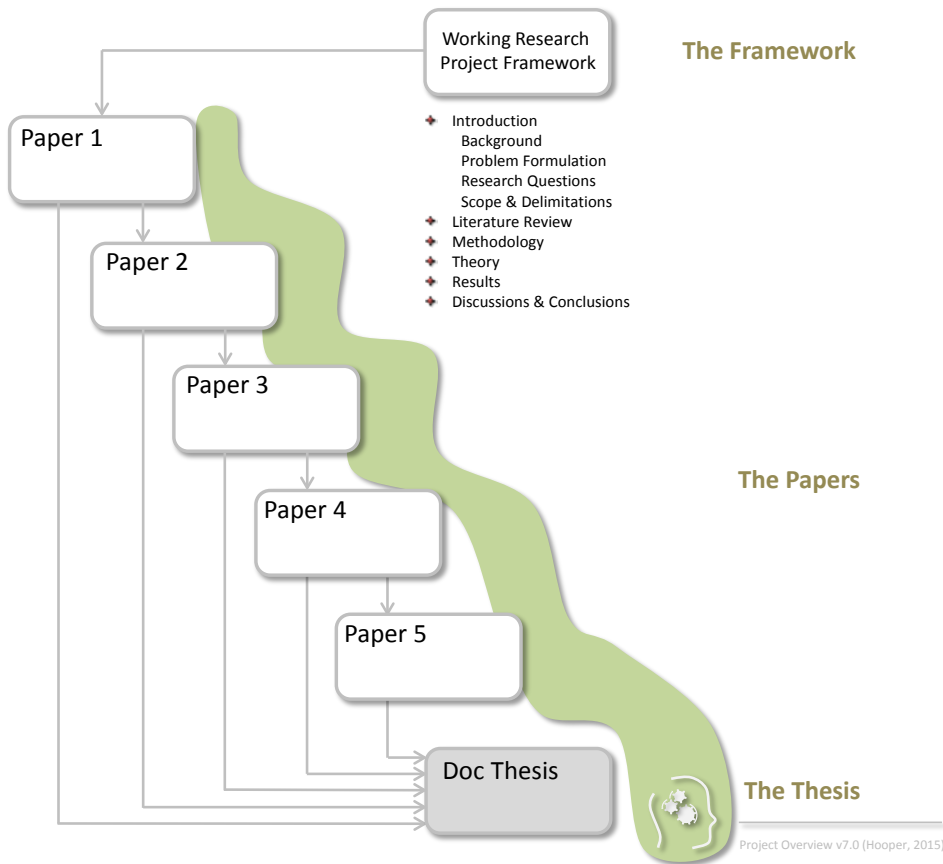 Working Research
Project Framework
The Framework
Paper 1
Introduction
Background
Problem Formulation
Research Questions
Scope & Delimitations
Literature Review
Methodology
Theory
Results
Discussions & Conclusions
Paper 2
Paper 3
The Papers
Paper 4
Paper 5
Doc Thesis
The Thesis
Project Overview v7.0 (Hooper, 2015)